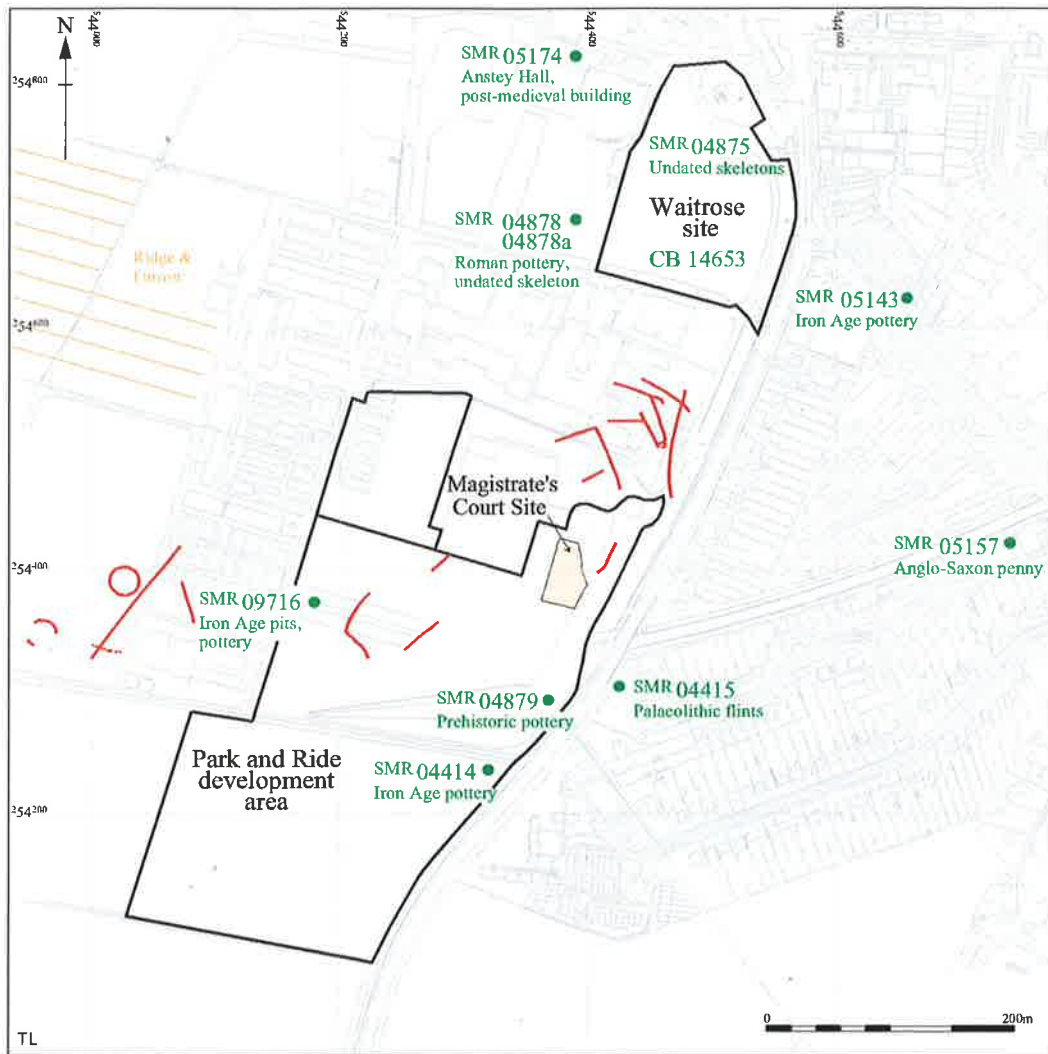 N
544000
544200
544400
544600
254800
SMR 05174
Anstey Hall,
post-medieval building
SMR 04875
Undated skeletons
Waitrose
site
CB 14653
SMR 04878
04878a
Roman pottery,
undated skeleton
Ridge &
Furrow
SMR 05143
Iron Age pottery
254600
Magistrate's
Court Site
SMR 05157
Anglo-Saxon penny
254400
SMR 09716
Iron Age pits,
pottery
SMR 04879
Prehistoric pottery
SMR 04415
Palaeolithic flints
Park and Ride
development
area
SMR 04414
Iron Age pottery
254200
TL
0
200m